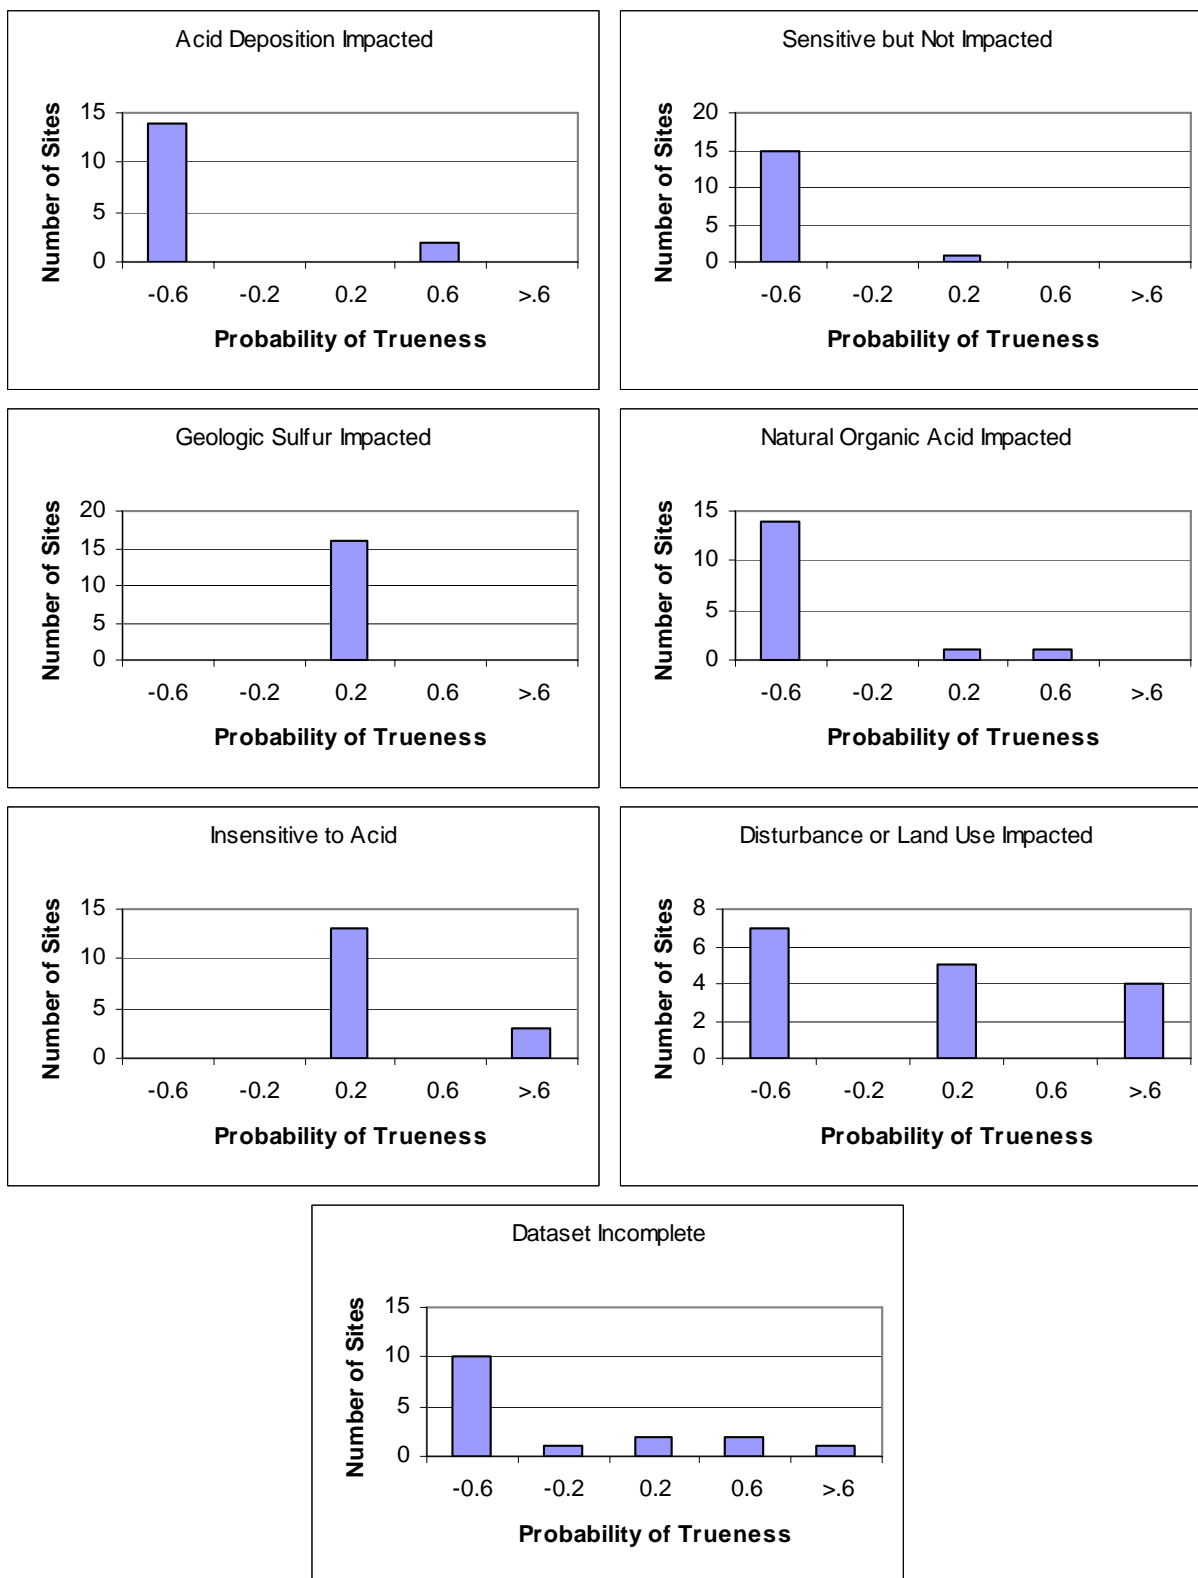 Acid Deposition Impacted
Number of Sites
15
10
5
0
-0.6 -0.2 0.2 0.6 >.6
Probability of Trueness
Sensitive but Not Impacted
Number of Sites
20
15
10
5
0
-0.6 -0.2 0.2 0.6 >.6
Probability of Trueness
Geologic Sulfur Impacted
Number of Sites
20
15
10
5
0
-0.6 -0.2 0.2 0.6 >.6
Probability of Trueness
Natural Organic Acid Impacted
Number of Sites
15
10
5
0
-0.6 -0.2 0.2 0.6 >.6
Probability of Trueness
Insensitive to Acid
Number of Sites
15
10
5
0
-0.6 -0.2 0.2 0.6 >.6
Probability of Trueness
Disturbance or Land Use Impacted
Number of Sites
8
6
4
2
0
-0.6 -0.2 0.2 0.6 >.6
Probability of Trueness
Dataset Incomplete
Number of Sites
15
10
5
0
-0.6 -0.2 0.2 0.6 >.6
Probability of Trueness